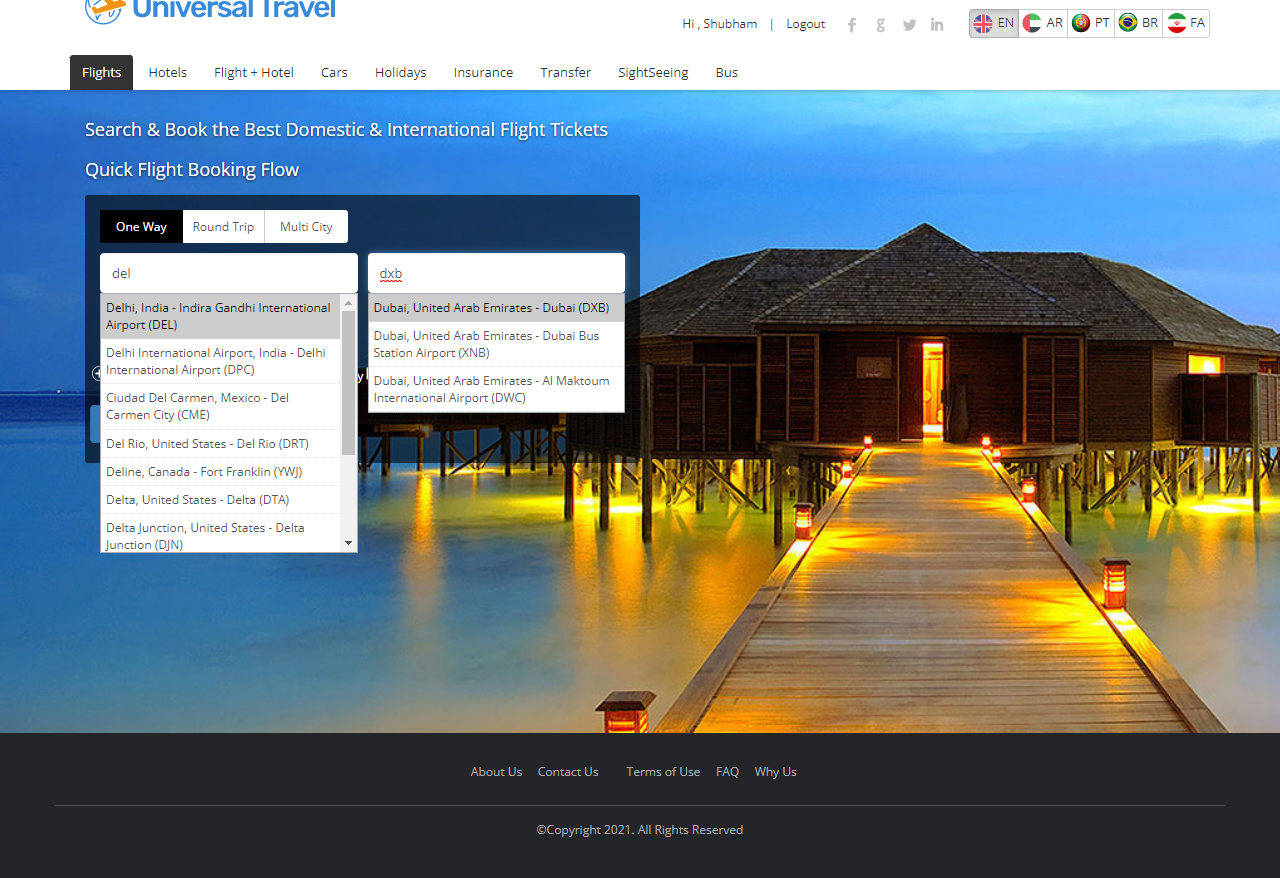 Universal Travel
Hi , Shubham | Logout
EN AR PT BR FA
Flights Hotels Flight + Hotel Cars Holidays Insurance Transfer SightSeeing Bus
Search & Book the Best Domestic & International Flight Tickets
Quick Flight Booking Flow
One Way Round Trip Multi City
del
dxb
Delhi, India - Indira Gandhi International
Airport (DEL)
Delhi International Airport, India - Delhi
International Airport (DPC)
Ciudad Del Carmen, Mexico - Del
Carmen City (CME)
Del Rio, United States - Del Rio (DRT)
Deline, Canada - Fort Franklin (YWJ)
Delta, United States - Delta (DTA)
Delta Junction, United States - Delta
Junction (DJN)
Dubai, United Arab Emirates - Dubai (DXB)
Dubai, United Arab Emirates - Dubai Bus
Station Airport (XNB)
Dubai, United Arab Emirates - Al Maktoum
International Airport (DWC)
About Us Contact Us Terms of Use FAQ Why Us
©Copyright 2021. All Rights Reserved